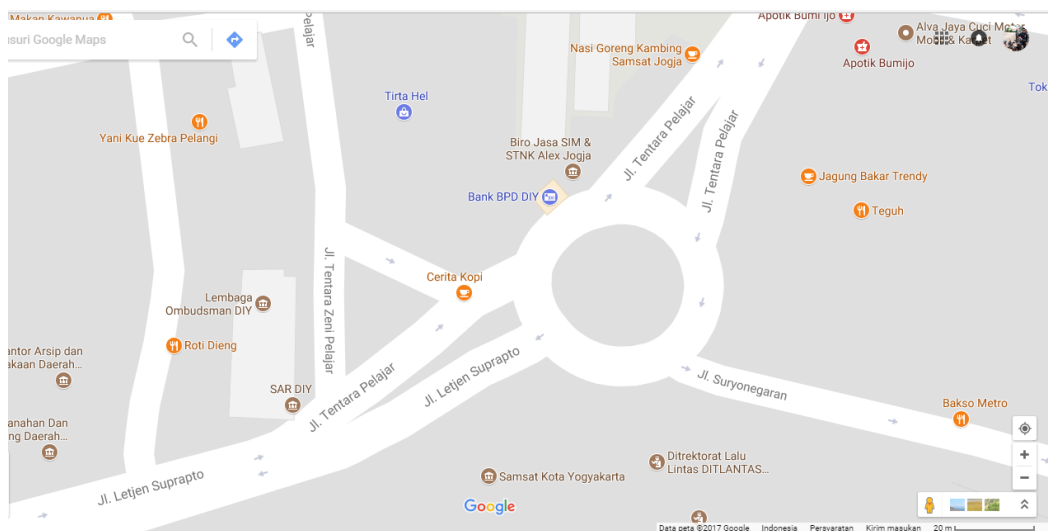 Makan Kawanua
suri Google Maps
Pelajar
Apotik Bumi Ijo
Alva Jaya Cuci Motor
Apotik Bumijo
Nasi Goreng Kambing
Samsat Jogja
Tok
Tirta Hel
Yani Kue Zebra Pelangi
Biro Jasa SIM &
STNK Alex Jogja
Jl. Tentara Pelajar
Jl. Tentara Pelajar
Jagung Bakar Trendy
Bank BPD DIY
Teguh
Jl. Tentara Zeni Pelajar
Cerita Kopi
Lembaga
Ombudsman DIY
Roti Dieng
antor Arsip dan
akaan Daerah...
SAR DIY
Jl. Tentara Pelajar
Jl. Letjen Suprapto
Jl. Suryonegaran
Bakso Metro
anahan Dan
ng Daerah...
Jl. Letjen Suprapto
Samsat Kota Yogyakarta
Ditrektorat Lalu
Lintas DITLANTAS...
Google
Data peta ©2017 Google
Indonesia
Persyaratan
Kirim masukan
20 m